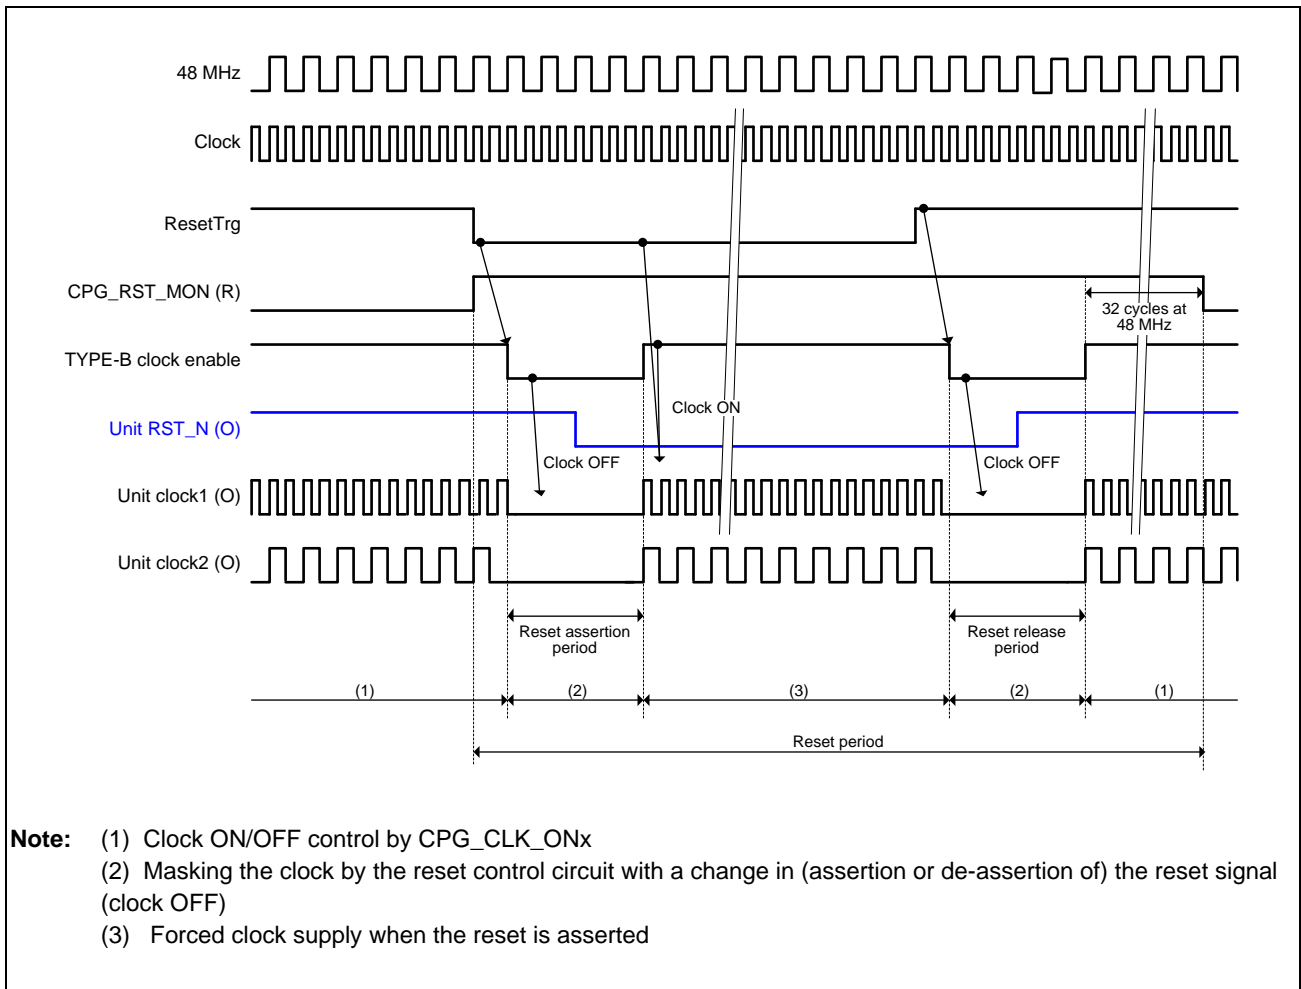 48 MHz
Clock
ResetTrg
CPG_RST_MON (R)
32 cycles at
48 MHz
TYPE-B clock enable
Clock ON
Unit RST_N (O)
Clock OFF
Clock OFF
Unit clock1 (O)
Unit clock2 (O)
Reset assertion
period
Reset release
period
(1)
(2)
(3)
(2)
(1)
Reset period
Note: (1) Clock ON/OFF control by CPG_CLK_ONx
(2) Masking the clock by the reset control circuit with a change in (assertion or de-assertion of) the reset signal
(clock OFF)
(3) Forced clock supply when the reset is asserted